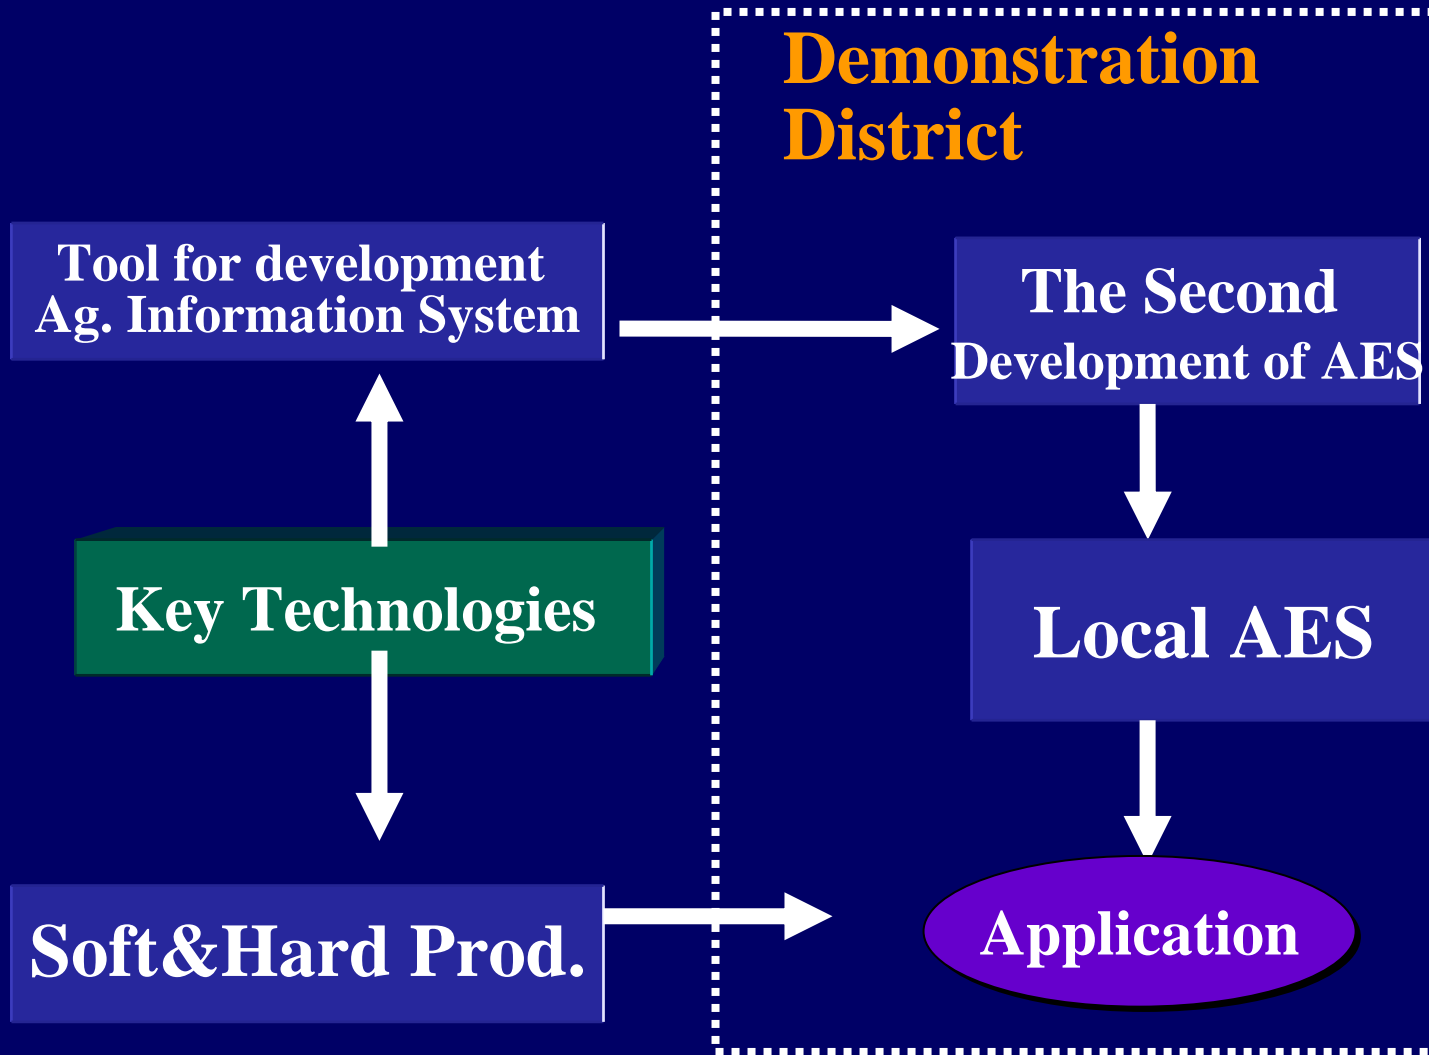 Demonstration
District
Tool for development
Ag. Information System
The Second
Development of AES
Key Technologies
Local AES
Soft&Hard Prod.
Application